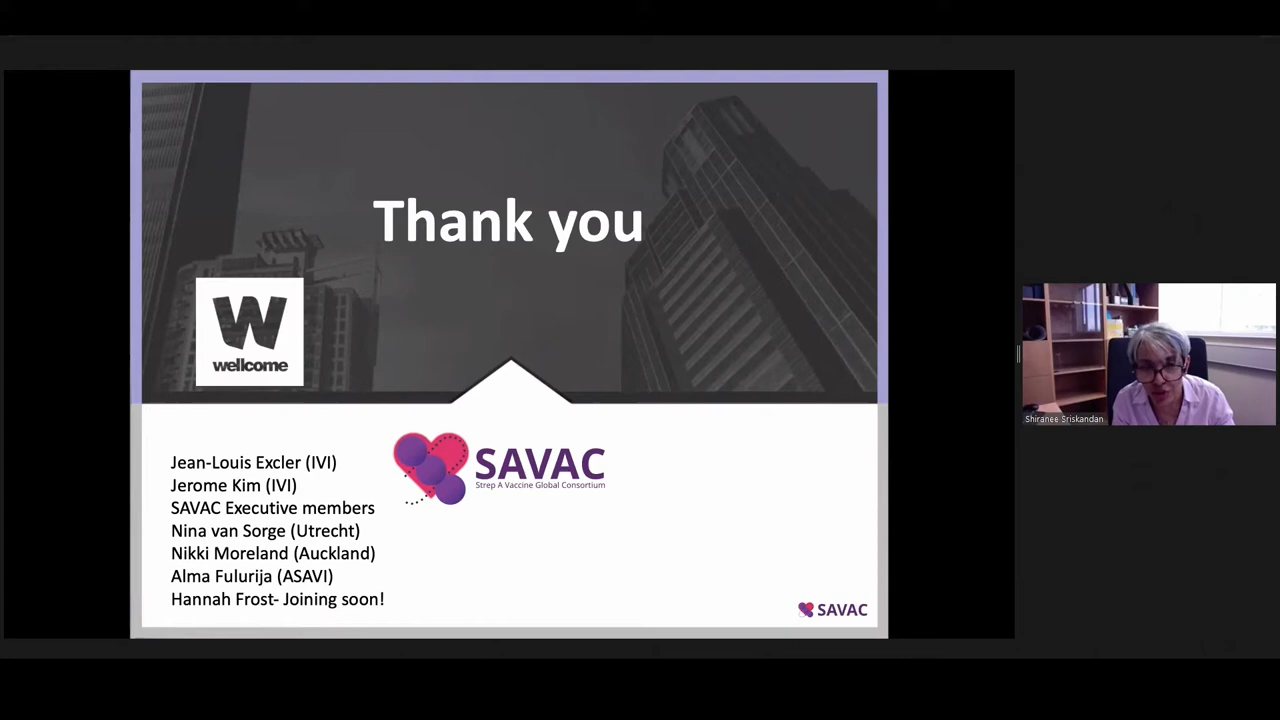 Thank you
W
wellcome
Jean-Louis Excler (IVI)
Jerome Kim (IVI)
SAVAC Executive members
Nina van Sorge (Utrecht)
Nikki Moreland (Auckland)
Alma Fulurija (ASAVI)
Hannah Frost- Joining soon!
SAVAC
Strep A Vaccine Global Consortium
SAVAC
Shiranee Sriskandan